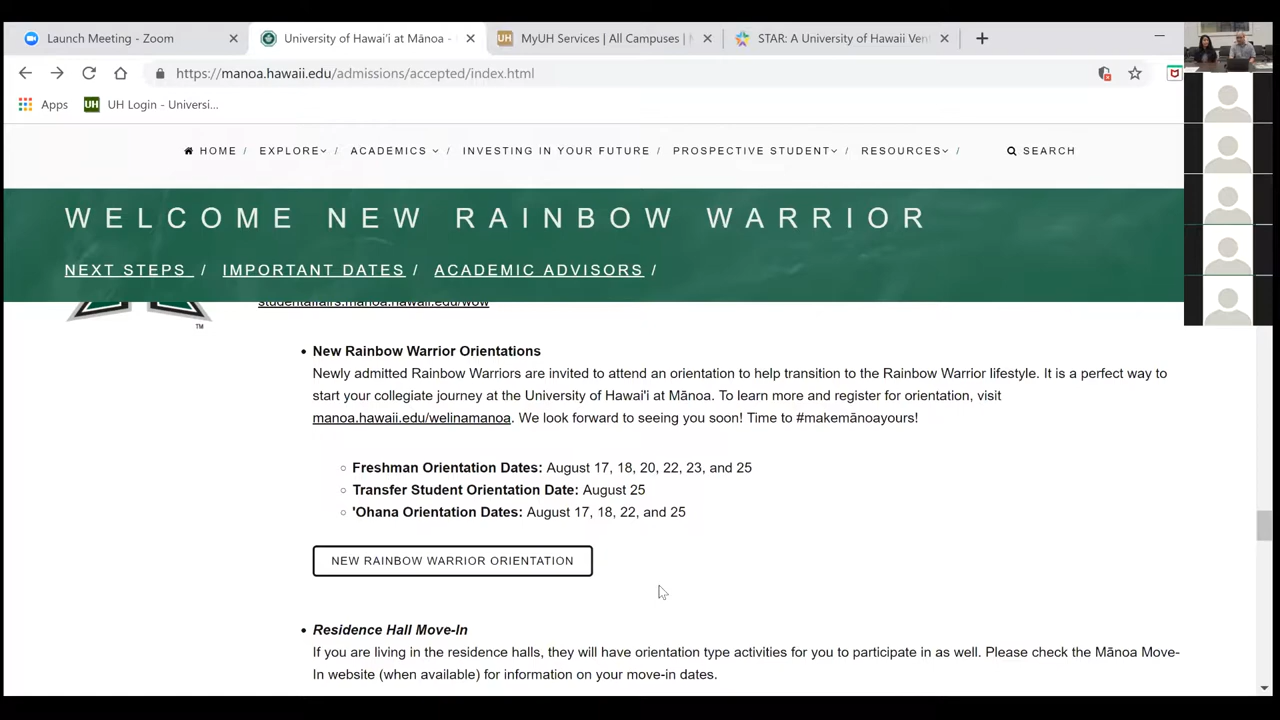 Launch Meeting - Zoom
University of Hawai'i at Mānoa -
UH
Services | All Campuses |
STAR: A University of Hawaii Ven
https://manoa.hawaii.edu/admissions/accepted/index.html
Apps
UH
UH Login - Universi...
HOME /
EXPLORE /
ACADEMICS /
INVESTING IN YOUR FUTURE /
PROSPECTIVE STUDENT /
RESOURCES /
SEARCH
WELCOME NEW RAINBOW WARRIOR
NEXT STEPS / IMPORTANT DATES / ACADEMIC ADVISORS /
studentaffairs.manoa.hawaii.edu/wow
TM
• New Rainbow Warrior Orientations
Newly admitted Rainbow Warriors are invited to attend an orientation to help transition to the Rainbow Warrior lifestyle. It is a perfect way to
start your collegiate journey at the University of Hawai'i at Mānoa. To learn more and register for orientation, visit
manoa.hawaii.edu/welinamanoa. We look forward to seeing you soon! Time to #makemānoayours!
○ Freshman Orientation Dates: August 17, 18, 20, 22, 23, and 25
○ Transfer Student Orientation Date: August 25
○ 'Ohana Orientation Dates: August 17, 18, 22, and 25
NEW RAINBOW WARRIOR ORIENTATION
• Residence Hall Move-In
If you are living in the residence halls, they will have orientation type activities for you to participate in as well. Please check the Mānoa Move-
In website (when available) for information on your move-in dates.